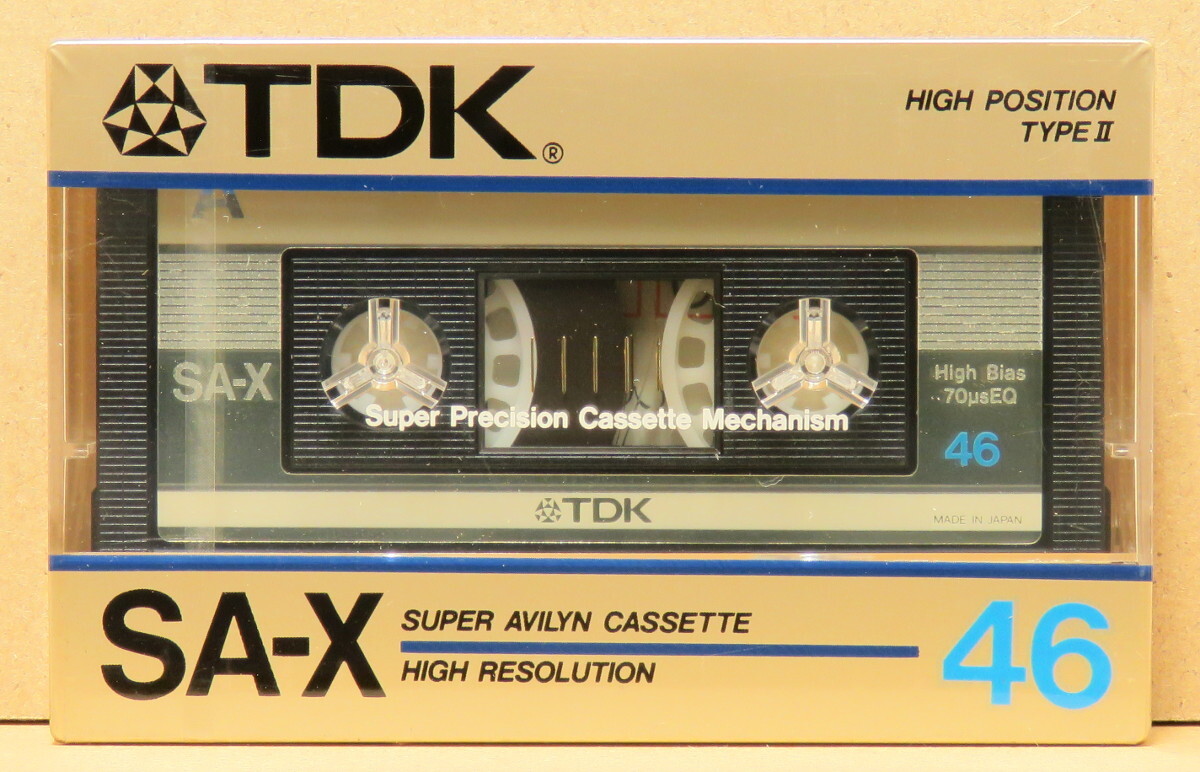 TDK®
HIGH POSITION
TYPE II
A
SA-X
High Bias
70μsEQ
46
Super Precision Cassette Mechanism
TDK
MADE IN JAPAN
SA-X
SUPER AVILYN CASSETTE
HIGH RESOLUTION
46